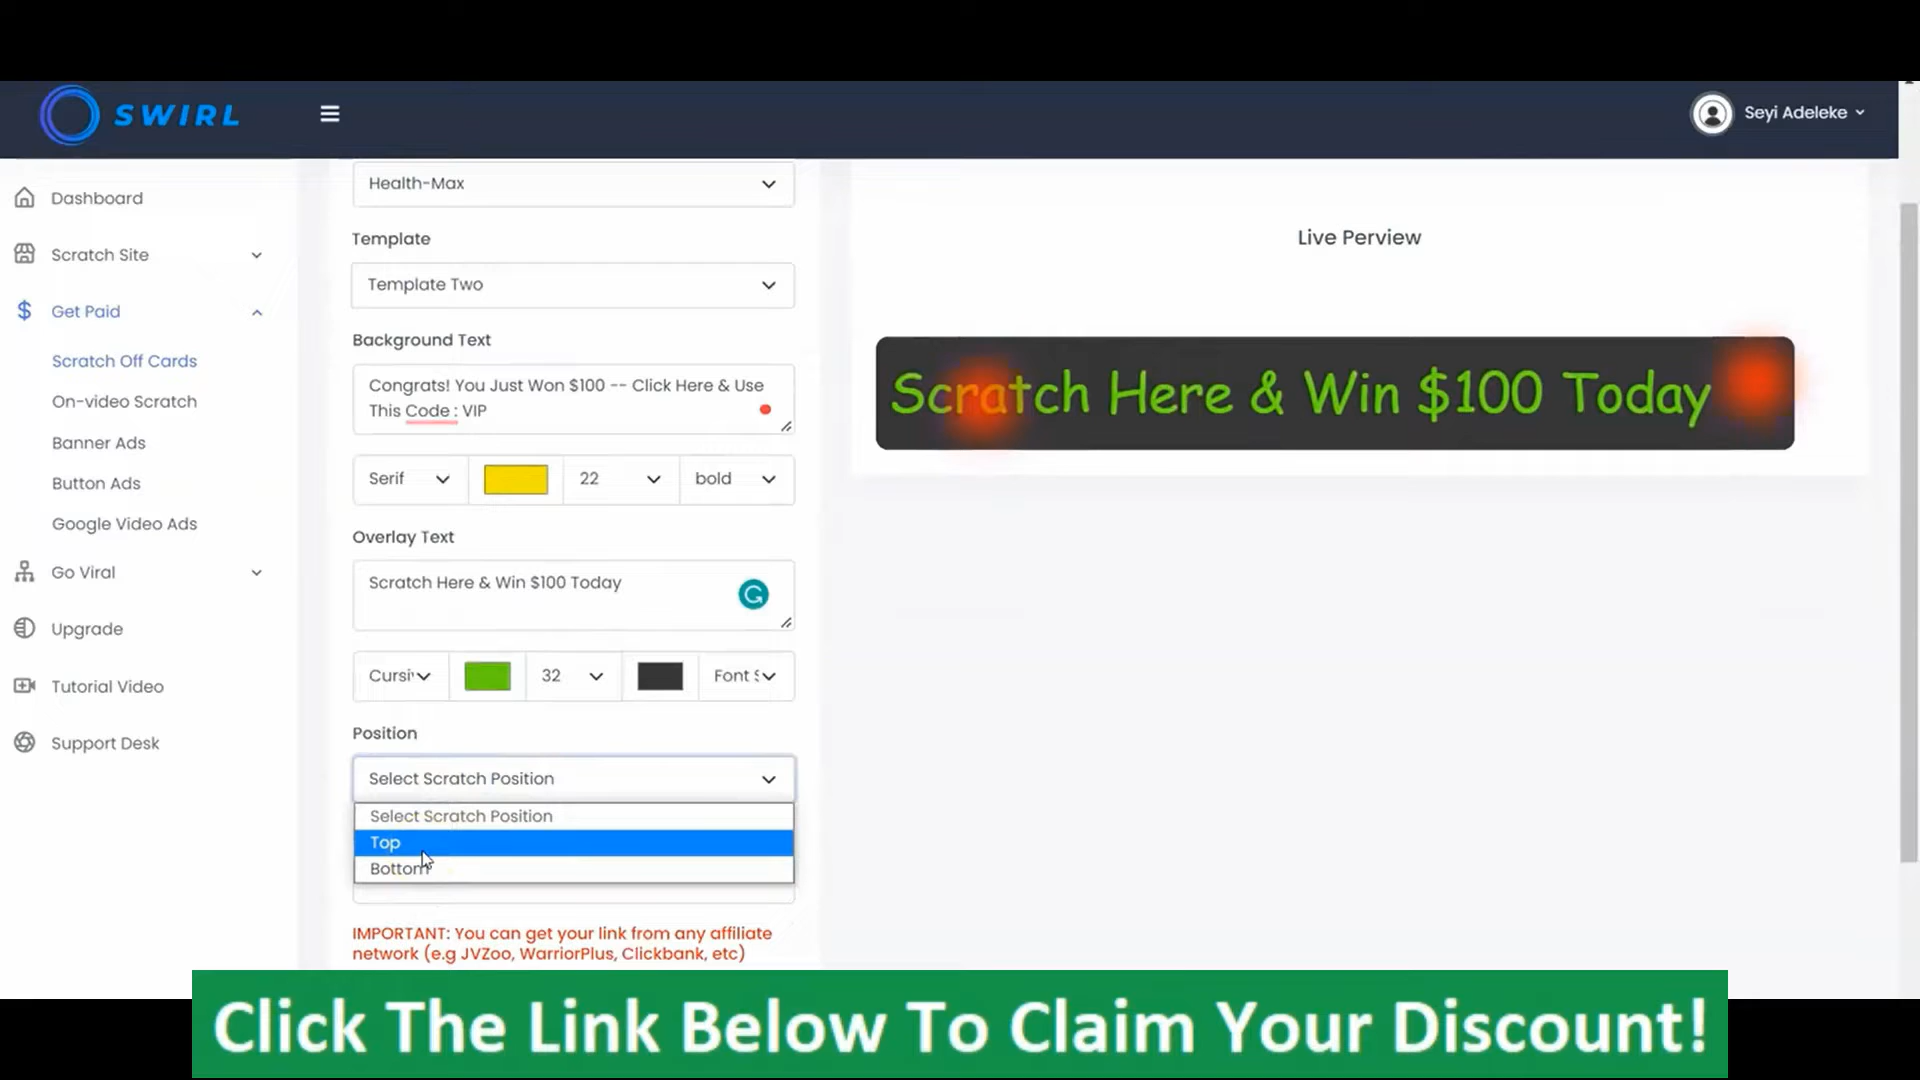 SWIRL
Seyi Adeleke
Dashboard
Scratch Site
Get Paid
Scratch Off Cards
On-video Scratch
Banner Ads
Button Ads
Google Video Ads
Go Viral
Upgrade
Tutorial Video
Support Desk
Health-Max
Template
Template Two
Background Text
Congrats! You Just Won $100 -- Click Here & Use
This Code : VIP
Serif
22
bold
Overlay Text
Scratch Here & Win $100 Today
Cursiv
32
Font S
Position
Select Scratch Position
Select Scratch Position
Top
Bottom
IMPORTANT: You can get your link from any affiliate
network (e.g JVZoo, WarriorPlus, Clickbank, etc)
Live Perview
Scratch Here & Win $100 Today
Click The Link Below To Claim Your Discount!